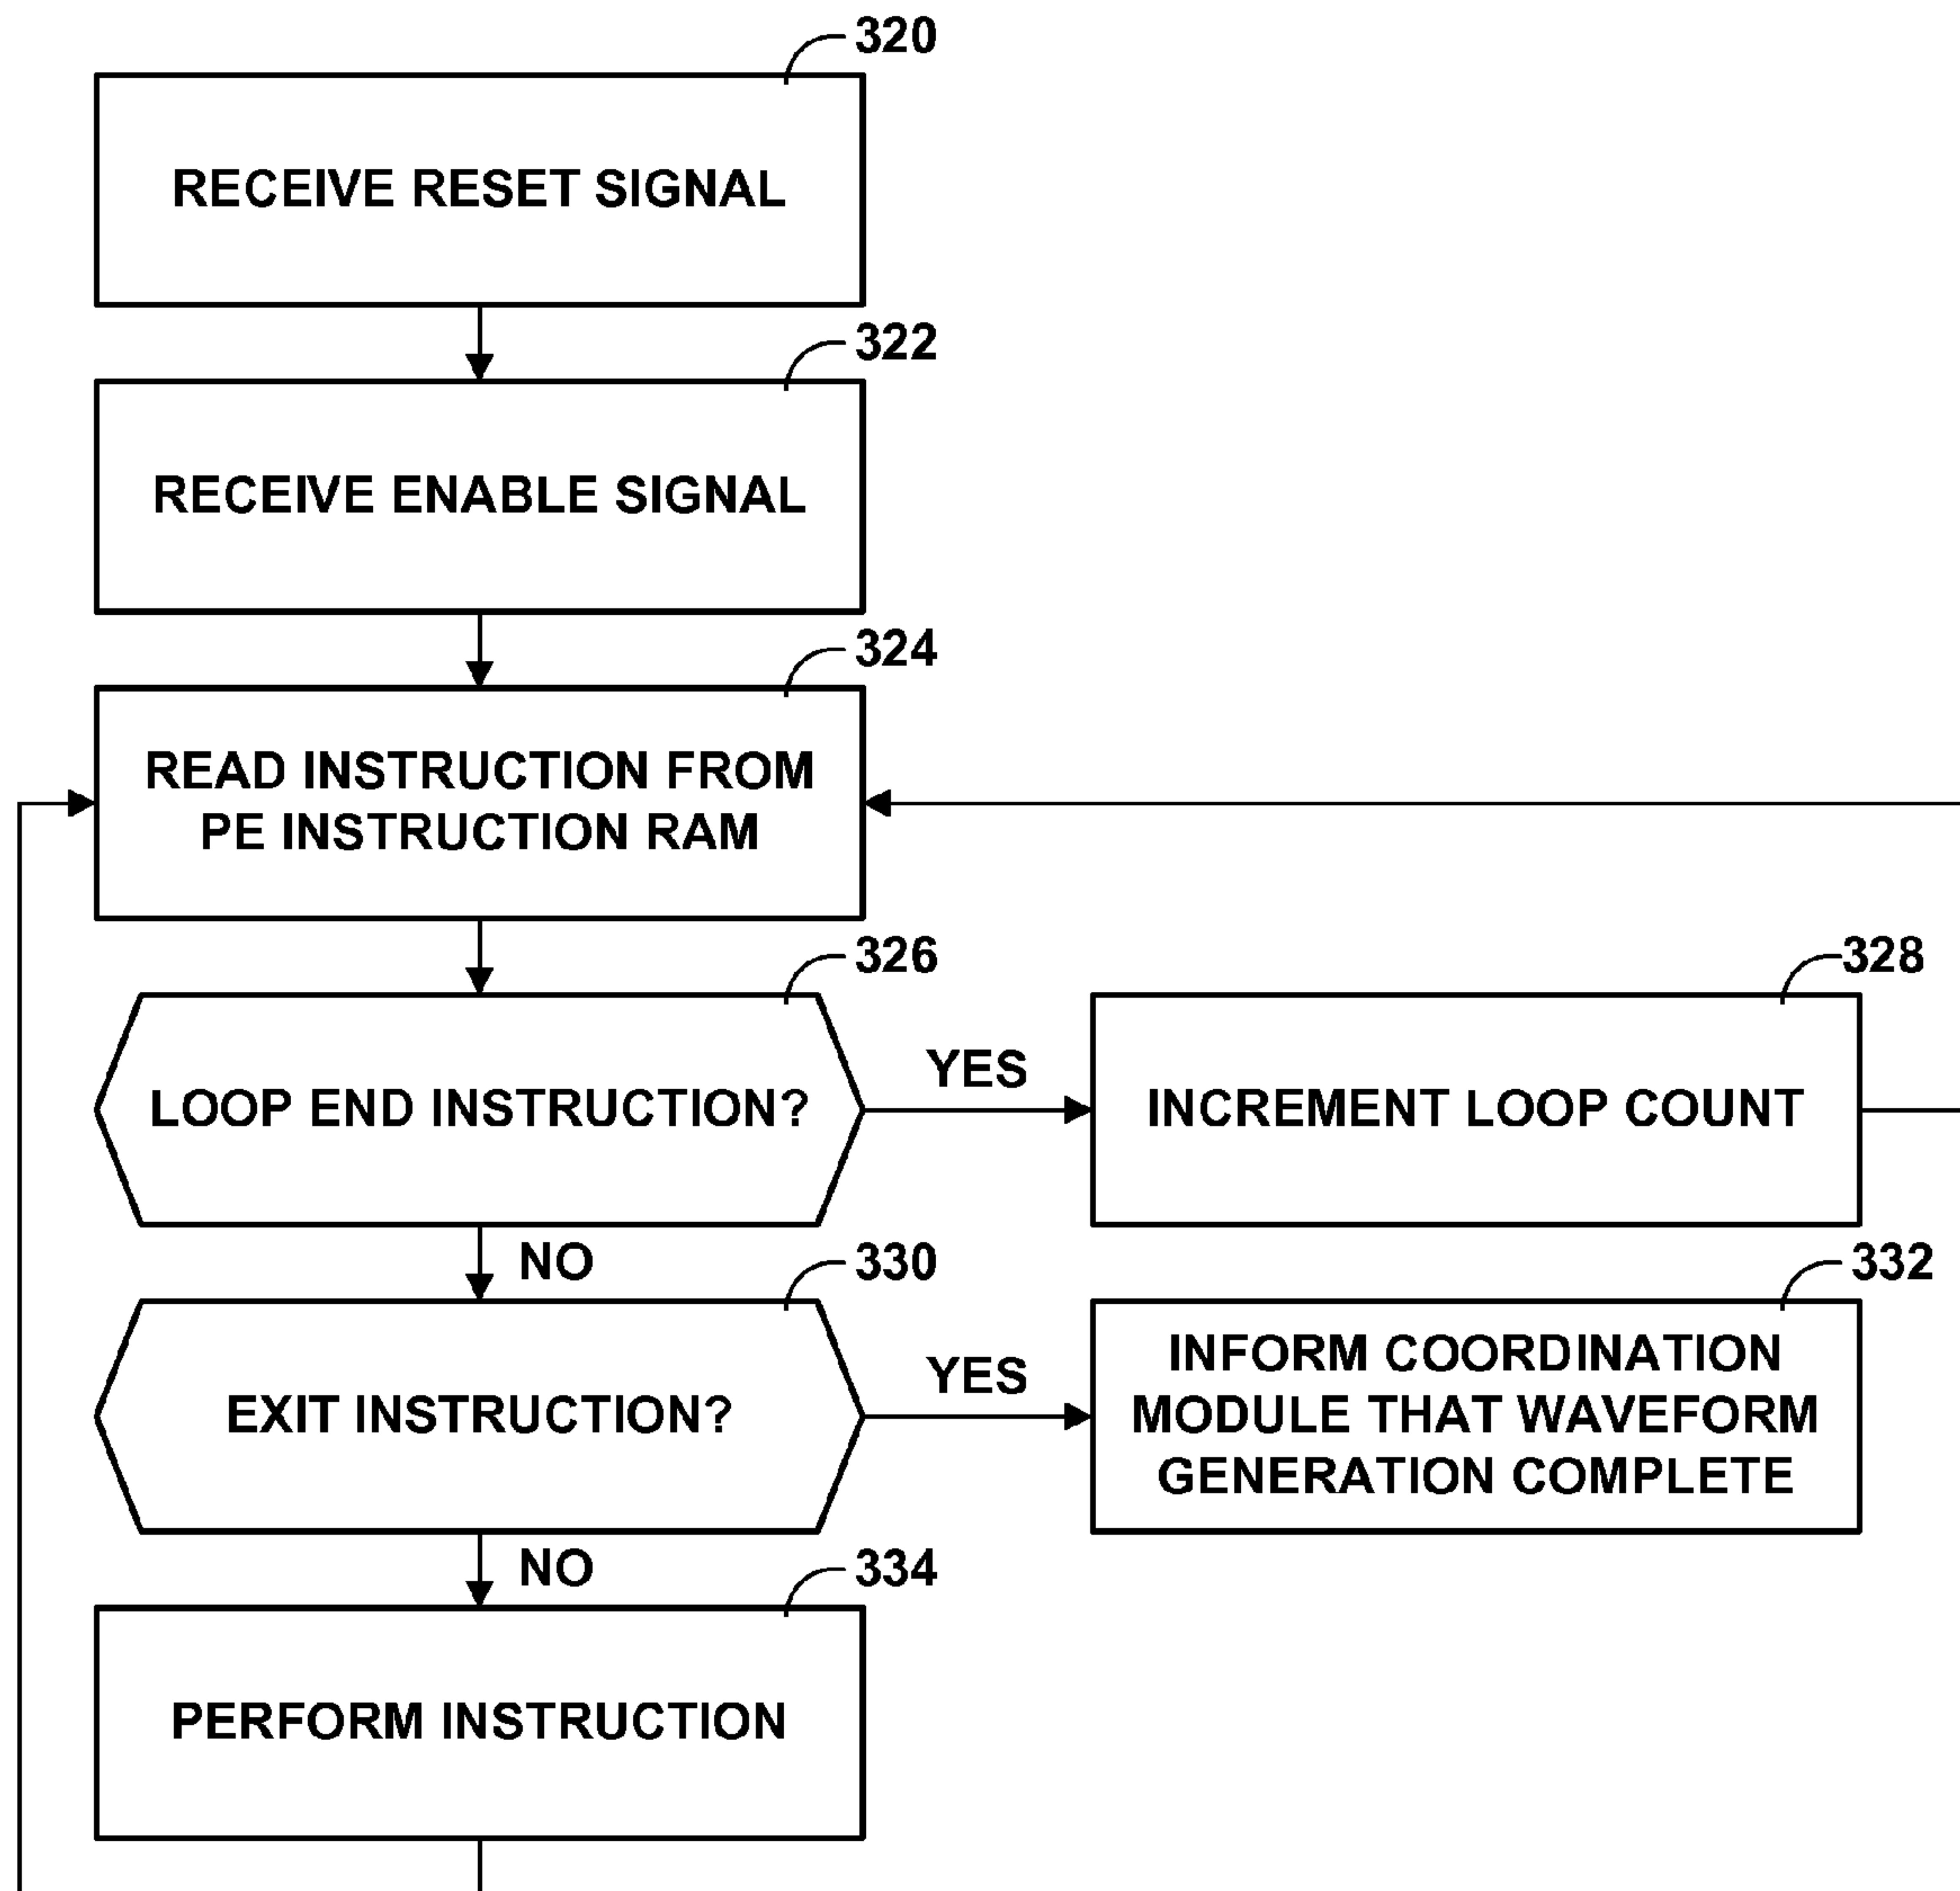 320
RECEIVE RESET SIGNAL
322
RECEIVE ENABLE SIGNAL
324
READ INSTRUCTION FROM
PE INSTRUCTION RAM
326
LOOP END INSTRUCTION?
YES
328
INCREMENT LOOP COUNT
NO
330
EXIT INSTRUCTION?
YES
332
INFORM COORDINATION
MODULE THAT WAVEFORM
GENERATION COMPLETE
NO
334
PERFORM INSTRUCTION